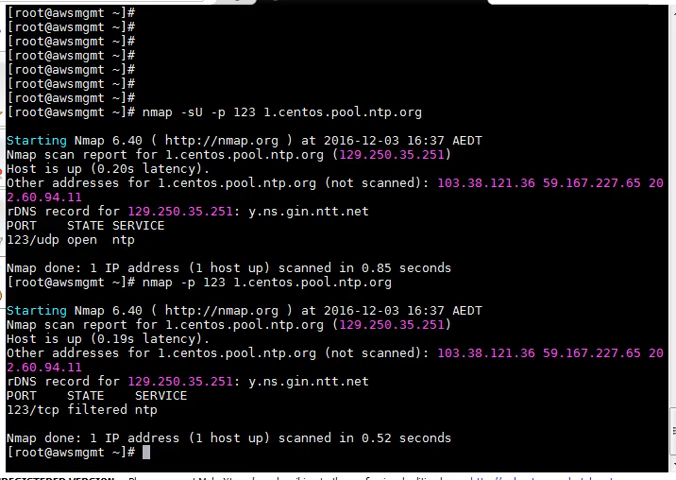 [root@awsmgmt ~]#
[root@awsmgmt ~]#
[root@awsmgmt ~]#
[root@awsmgmt ~]#
[root@awsmgmt ~]#
[root@awsmgmt ~]#
[root@awsmgmt ~]#
[root@awsmgmt ~]# nmap -sU -p 123 1.centos.pool.ntp.org
Starting Nmap 6.40 ( http://nmap.org ) at 2016-12-03 16:37 AEDT
Nmap scan report for 1.centos.pool.ntp.org (129.250.35.251)
Host is up (0.20s latency).
Other addresses for 1.centos.pool.ntp.org (not scanned): 103.38.121.36 59.167.227.65 20
2.60.94.11
rDNS record for 129.250.35.251: y.ns.gin.ntt.net
PORT    STATE SERVICE
123/udp open  ntp
Nmap done: 1 IP address (1 host up) scanned in 0.85 seconds
[root@awsmgmt ~]# nmap -p 123 1.centos.pool.ntp.org
Starting Nmap 6.40 ( http://nmap.org ) at 2016-12-03 16:37 AEDT
Nmap scan report for 1.centos.pool.ntp.org (129.250.35.251)
Host is up (0.19s latency).
Other addresses for 1.centos.pool.ntp.org (not scanned): 103.38.121.36 59.167.227.65 20
2.60.94.11
rDNS record for 129.250.35.251: y.ns.gin.ntt.net
PORT    STATE    SERVICE
123/tcp filtered ntp
Nmap done: 1 IP address (1 host up) scanned in 0.52 seconds
[root@awsmgmt ~]#